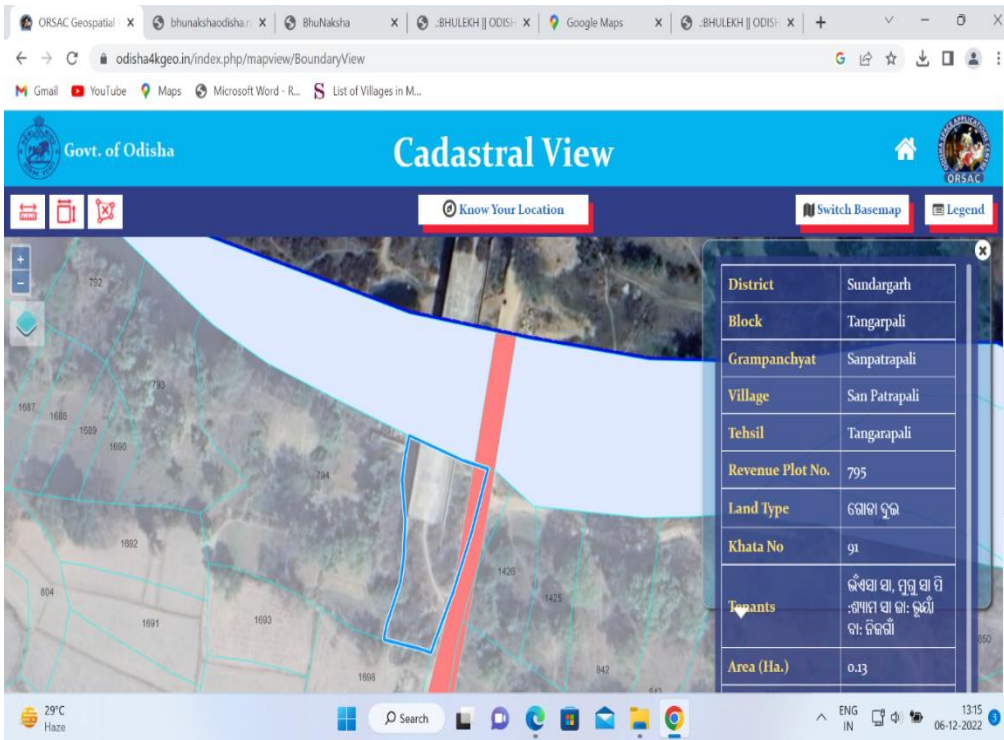 ORSAC Geospatial
bhunakshaodisha.n
BhuNaksha
.:BHULEKH || ODISH
Google Maps
.:BHULEKH || ODISH
odisha4kgeo.in/index.php/mapview/BoundaryView
Gmail YouTube Maps Microsoft Word - R... List of Villages in M...
Govt. of Odisha
Cadastral View
ORSAC
Know Your Location
Switch Basemap
Legend
+
-
District Sundargarh
Block Tangarpali
Grampanchyat Sanpatrapali
Village San Patrapali
Tehsil Tangarapali
Revenue Plot No. 795
Land Type ଗୋଡା ଦୁଇ
Khata No 91
Tenants ଭଁଏସା ସା, ମୁଗୁ ସା ପି
:ଶ୍ୟାମ ସା ଜା: ଭୂୟାଁ
ବା: ନିଜଗାଁ
Area (Ha.) 0.13
792
793
1687
1688
1689
1690
794
1692
804
1691
1693
1426
1425
1698
842
29°C
Haze
Search
ENG
IN
13:15
06-12-2022
3